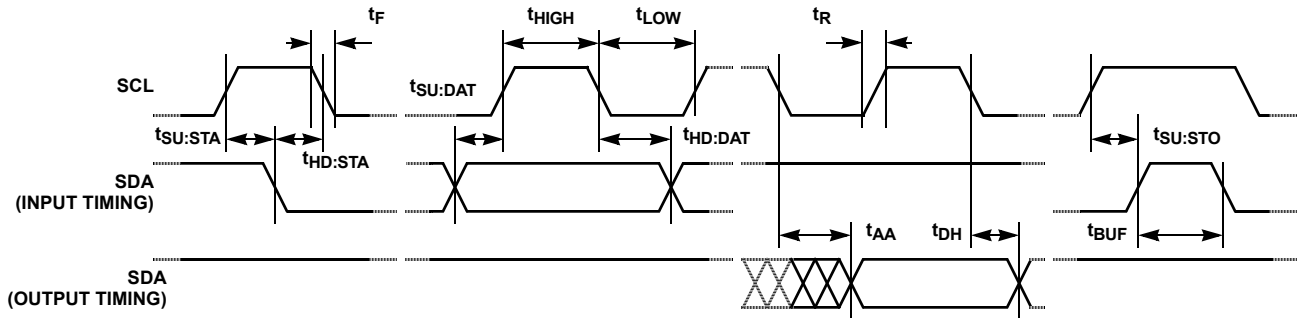 tF
tHIGH
tLOW
tR
SCL
tSU:DAT
tSU:STA
tHD:STA
tHD:DAT
tSU:STO
SDA
(INPUT TIMING)
tAA
tDH
tBUF
SDA
(OUTPUT TIMING)